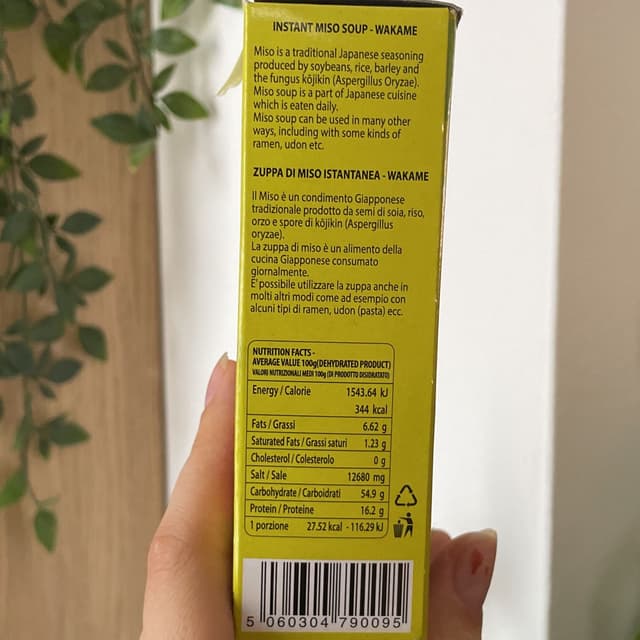 INSTANT MISO SOUP - WAKAME
Miso is a traditional Japanese seasoning
produced by soybeans, rice, barley and
the fungus kōjikin (Aspergillus Oryzae).
Miso soup is a part of Japanese cuisine
which is eaten daily.
Miso soup can be used in many other
ways, including with some kinds of
ramen, udon etc.
ZUPPA DI MISO ISTANTANEA - WAKAME
Il Miso è un condimento Giapponese
tradizionale prodotto da semi di soia, riso,
orzo e spore di kōjikin (Aspergillus
oryzae).
La zuppa di miso è un alimento della
cucina Giapponese consumato
giornalmente.
E' possibile utilizzare la zuppa anche in
molti altri modi come ad esempio con
alcuni tipi di ramen, udon (pasta) ecc.
NUTRITION FACTS -
AVERAGE VALUE 100g(DEHYDRATED PRODUCT)
VALORI NUTRIZIONALI MEDI 100g (DI PRODOTTO DISIDRATATO)
Energy / Calorie 1543.64 kJ
344 kcal
Fats / Grassi 6.62 g
Saturated Fats / Grassi saturi 1.23 g
Cholesterol / Colesterolo 0 g
Salt / Sale 12680 mg
Carbohydrate / Carboidrati 54.9 g
Protein / Proteine 16.2 g
1 porzione 27.52 kcal - 116.29 kJ
5 060304 790095